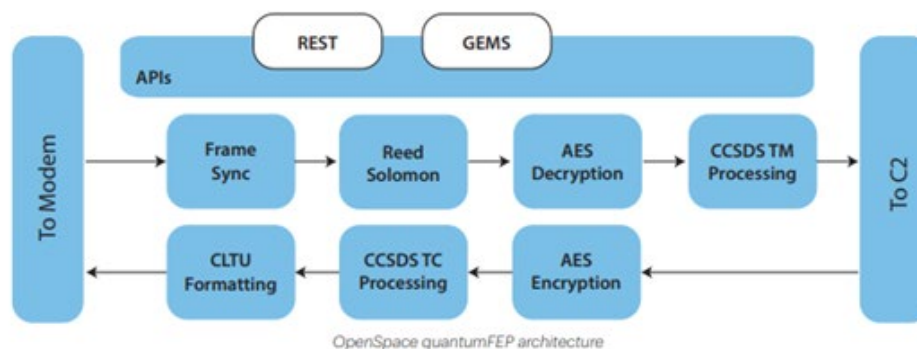 REST
GEMS
APIs
To Modem
Frame
Sync
Reed
Solomon
AES
Decryption
CCSDS TM
Processing
To C2
CLTU
Formatting
CCSDS TC
Processing
AES
Encryption
OpenSpace quantumFEP architecture